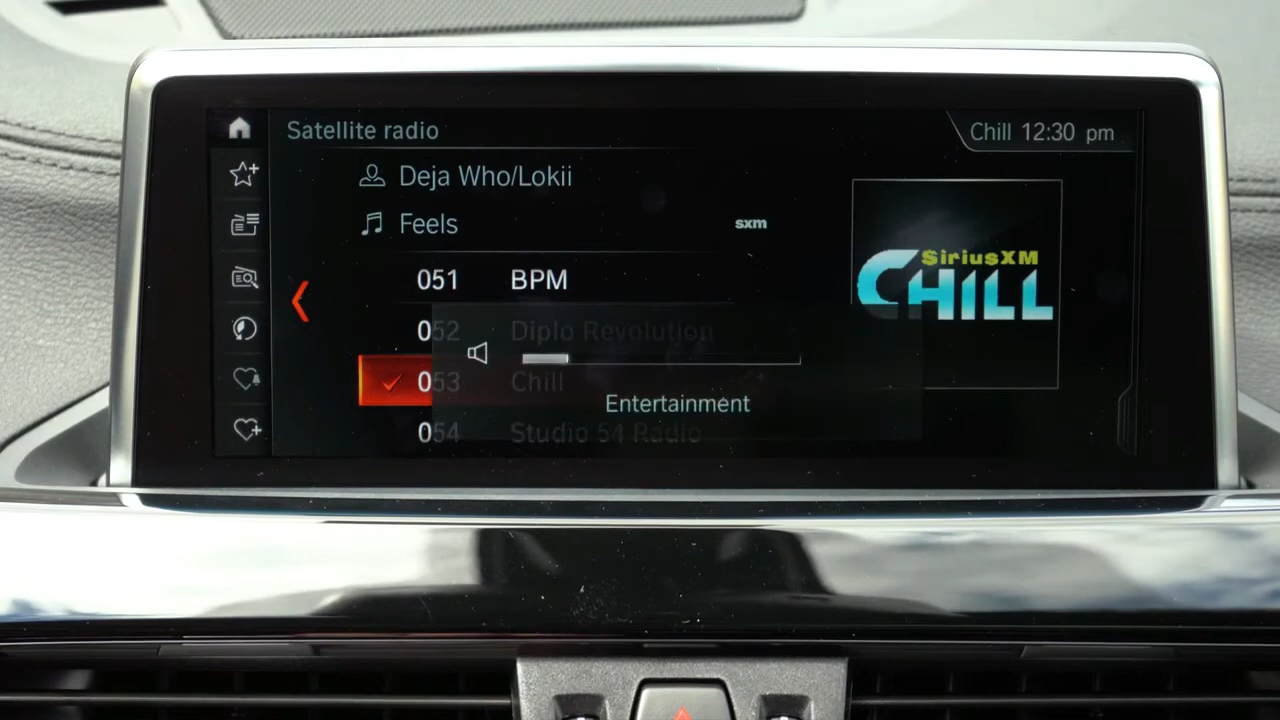 Satellite radio
Chill 12:30 pm
Deja Who/Lokii
Feels
sxm
SiriusXM
CHILL
051 BPM
052 Diplo Revolution
053 Chill
Entertainment
054 Studio 54 Radio